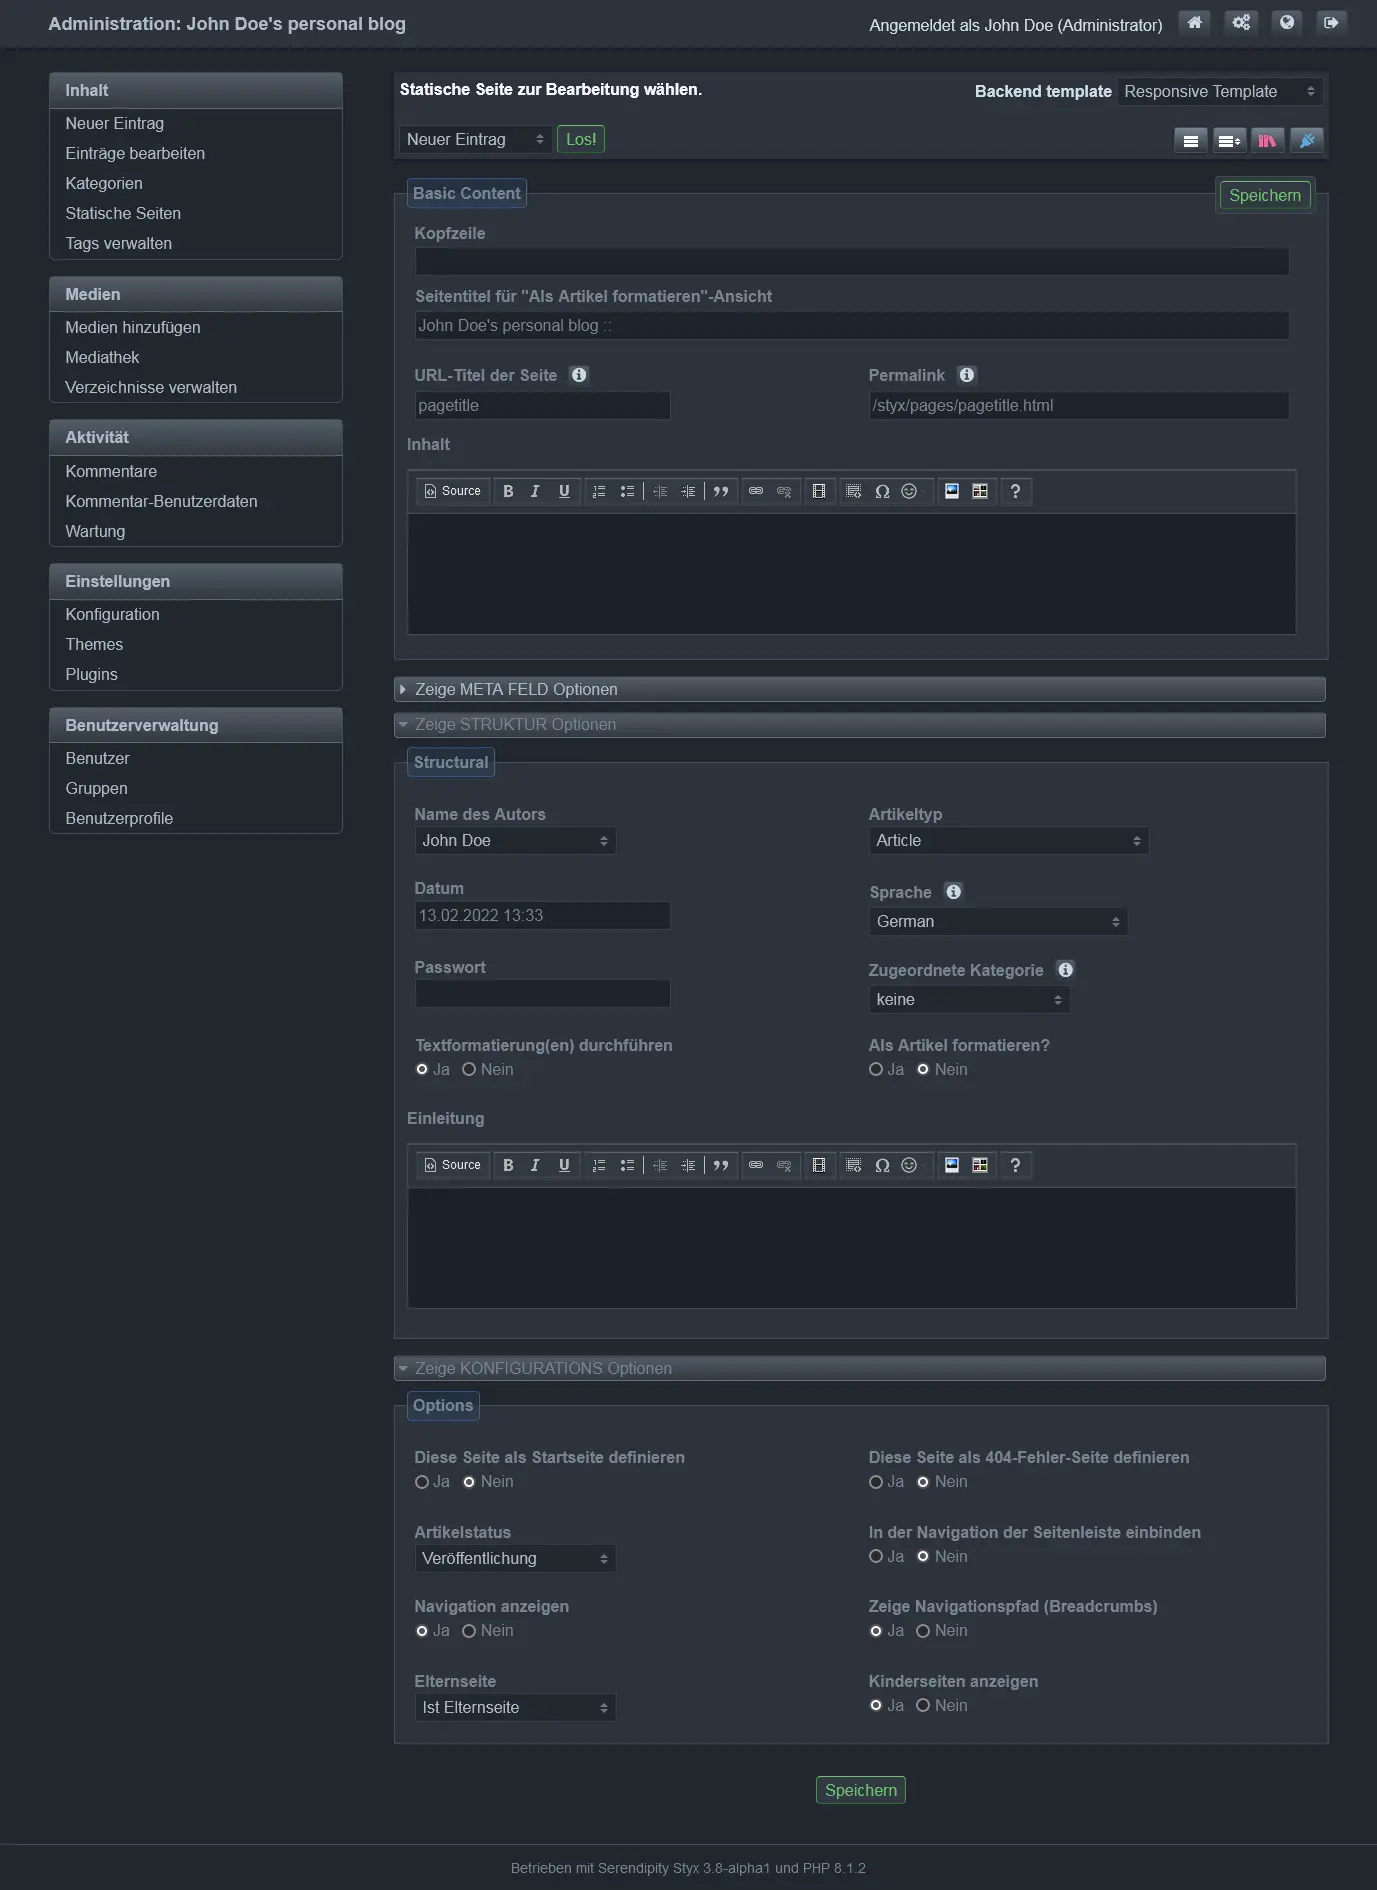 Administration: John Doe's personal blog
Angemeldet als John Doe (Administrator)
Inhalt
Neuer Eintrag
Einträge bearbeiten
Kategorien
Statische Seiten
Tags verwalten
Medien
Medien hinzufügen
Mediathek
Verzeichnisse verwalten
Aktivität
Kommentare
Kommentar-Benutzerdaten
Wartung
Einstellungen
Konfiguration
Themes
Plugins
Benutzerverwaltung
Benutzer
Gruppen
Benutzerprofile
Statische Seite zur Bearbeitung wählen.
Backend template Responsive Template
Neuer Eintrag Los!
Basic Content
Speichern
Kopfzeile
Seitentitel für "Als Artikel formatieren"-Ansicht
John Doe's personal blog ::
URL-Titel der Seite
Permalink
pagetitle
/styx/pages/pagetitle.html
Inhalt
Source B I U Ω ?
Zeige META FELD Optionen
Zeige STRUKTUR Optionen
Structural
Name des Autors
Artikeltyp
John Doe
Article
Datum
Sprache
13.02.2022 13:33
German
Passwort
Zugeordnete Kategorie
keine
Textformatierung(en) durchführen
Als Artikel formatieren?
Ja Nein
Ja Nein
Einleitung
Source B I U Ω ?
Zeige KONFIGURATIONS Optionen
Options
Diese Seite als Startseite definieren
Diese Seite als 404-Fehler-Seite definieren
Ja Nein
Ja Nein
Artikelstatus
In der Navigation der Seitenleiste einbinden
Veröffentlichung
Ja Nein
Navigation anzeigen
Zeige Navigationspfad (Breadcrumbs)
Ja Nein
Ja Nein
Elternseite
Kinderseiten anzeigen
Ist Elternseite
Ja Nein
Speichern
Betrieben mit Serendipity Styx 3.8-alpha1 und PHP 8.1.2